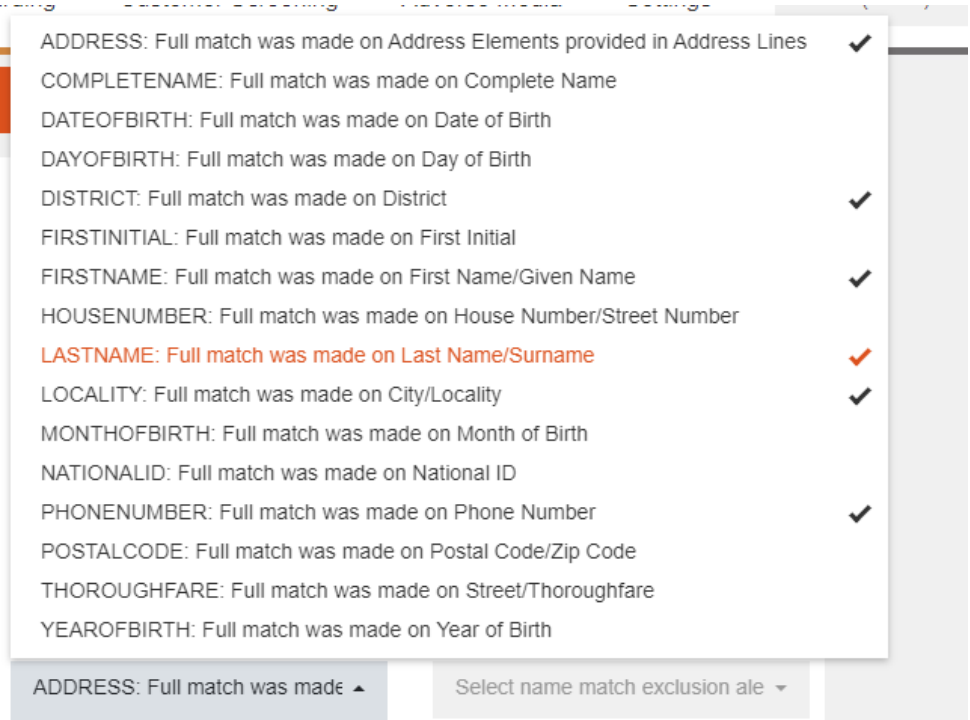 Settings
ADDRESS: Full match was made on Address Elements provided in Address Lines
COMPLETENAME: Full match was made on Complete Name
DATEOFBIRTH: Full match was made on Date of Birth
DAYOFBIRTH: Full match was made on Day of Birth
DISTRICT: Full match was made on District
FIRSTINITIAL: Full match was made on First Initial
FIRSTNAME: Full match was made on First Name/Given Name
HOUSENUMBER: Full match was made on House Number/Street Number
LASTNAME: Full match was made on Last Name/Surname
LOCALITY: Full match was made on City/Locality
MONTHOFBIRTH: Full match was made on Month of Birth
NATIONALID: Full match was made on National ID
PHONENUMBER: Full match was made on Phone Number
POSTALCODE: Full match was made on Postal Code/Zip Code
THOROUGHFARE: Full match was made on Street/Thoroughfare
YEAROFBIRTH: Full match was made on Year of Birth
ADDRESS: Full match was made Select name match exclusion ale